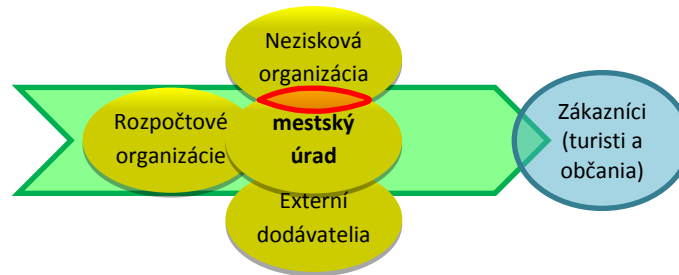 Nezisková
organizácia
Rozpočtové
organizácie
mestský
úrad
Externí
dodávatelia
Zákazníci
(turisti a
občania)